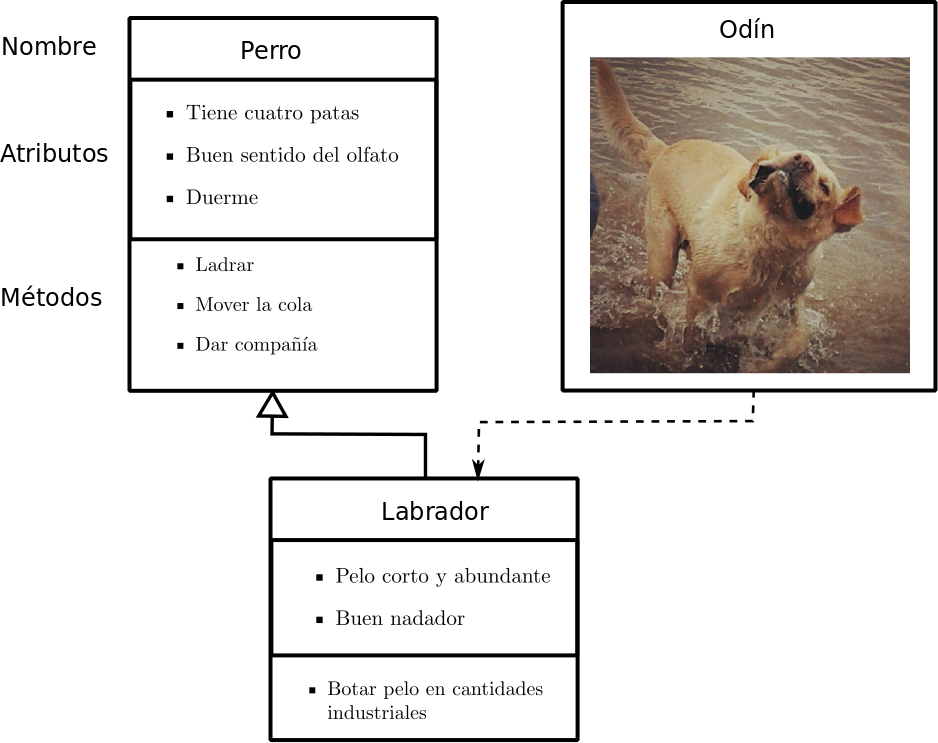 Nombre
Perro
Atributos
▪ Tiene cuatro patas
▪ Buen sentido del olfato
▪ Duerme
Métodos
▪ Ladrar
▪ Mover la cola
▪ Dar compañía
Odín
Labrador
▪ Pelo corto y abundante
▪ Buen nadador
▪ Botar pelo en cantidades
industriales